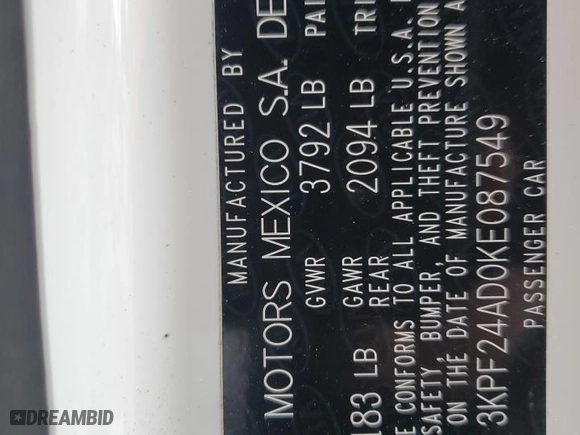 MANUFACTURED BY
MOTORS MEXICO S.A. DE
GVWR 3792 LB
GAWR
REAR 2094 LB
183 LB
CONFORMS TO ALL APPLICABLE U.S.A.
SAFETY, BUMPER, AND THEFT PREVENTION
ON THE DATE OF MANUFACTURE SHOWN
3KPF24AD0KE087549
PASSENGER CAR
DREAMBID